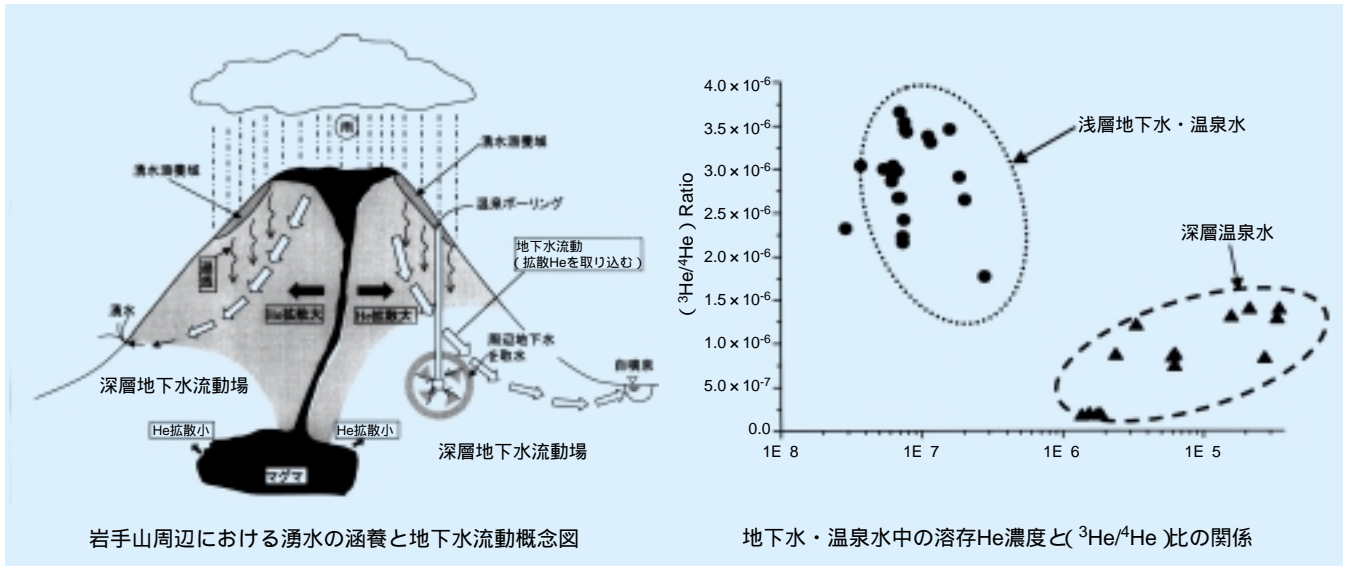 雨
湧水涵養域
湧水涵養域
温泉ボーリング
地下水流動
(拡散Heを取り込む)
浸透
He拡散大
He拡散大
湧水
周辺地下水
を取水
自噴泉
深層地下水流動場
He拡散小
He拡散小
深層地下水流動場
マグマ
岩手山周辺における湧水の涵養と地下水流動概念図
(³He/⁴He) Ratio
4.0×10⁻⁶
3.5×10⁻⁶
3.0×10⁻⁶
2.5×10⁻⁶
2.0×10⁻⁶
1.5×10⁻⁶
1.0×10⁻⁶
5.0×10⁻⁷
0.0
1E 8
1E 7
1E 6
1E 5
浅層地下水・温泉水
深層温泉水
地下水・温泉水中の溶存He濃度と(³He/⁴He)比の関係